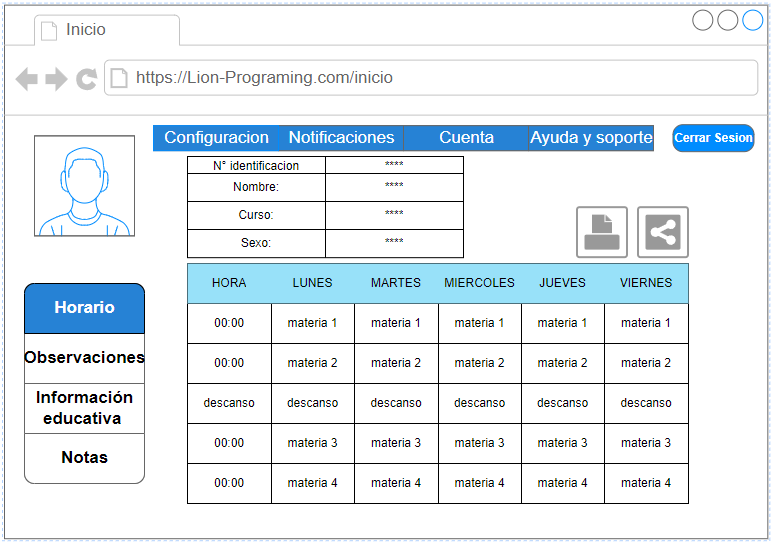 Inicio
https://Lion-Programing.com/inicio
Configuracion Notificaciones Cuenta Ayuda y soporte Cerrar Sesion
N° identificacion ****
Nombre: ****
Curso: ****
Sexo: ****
Horario
Observaciones
Información
educativa
Notas
HORA LUNES MARTES MIERCOLES JUEVES VIERNES
00:00 materia 1 materia 1 materia 1 materia 1 materia 1
00:00 materia 2 materia 2 materia 2 materia 2 materia 2
descanso descanso descanso descanso descanso descanso
00:00 materia 3 materia 3 materia 3 materia 3 materia 3
00:00 materia 4 materia 4 materia 4 materia 4 materia 4